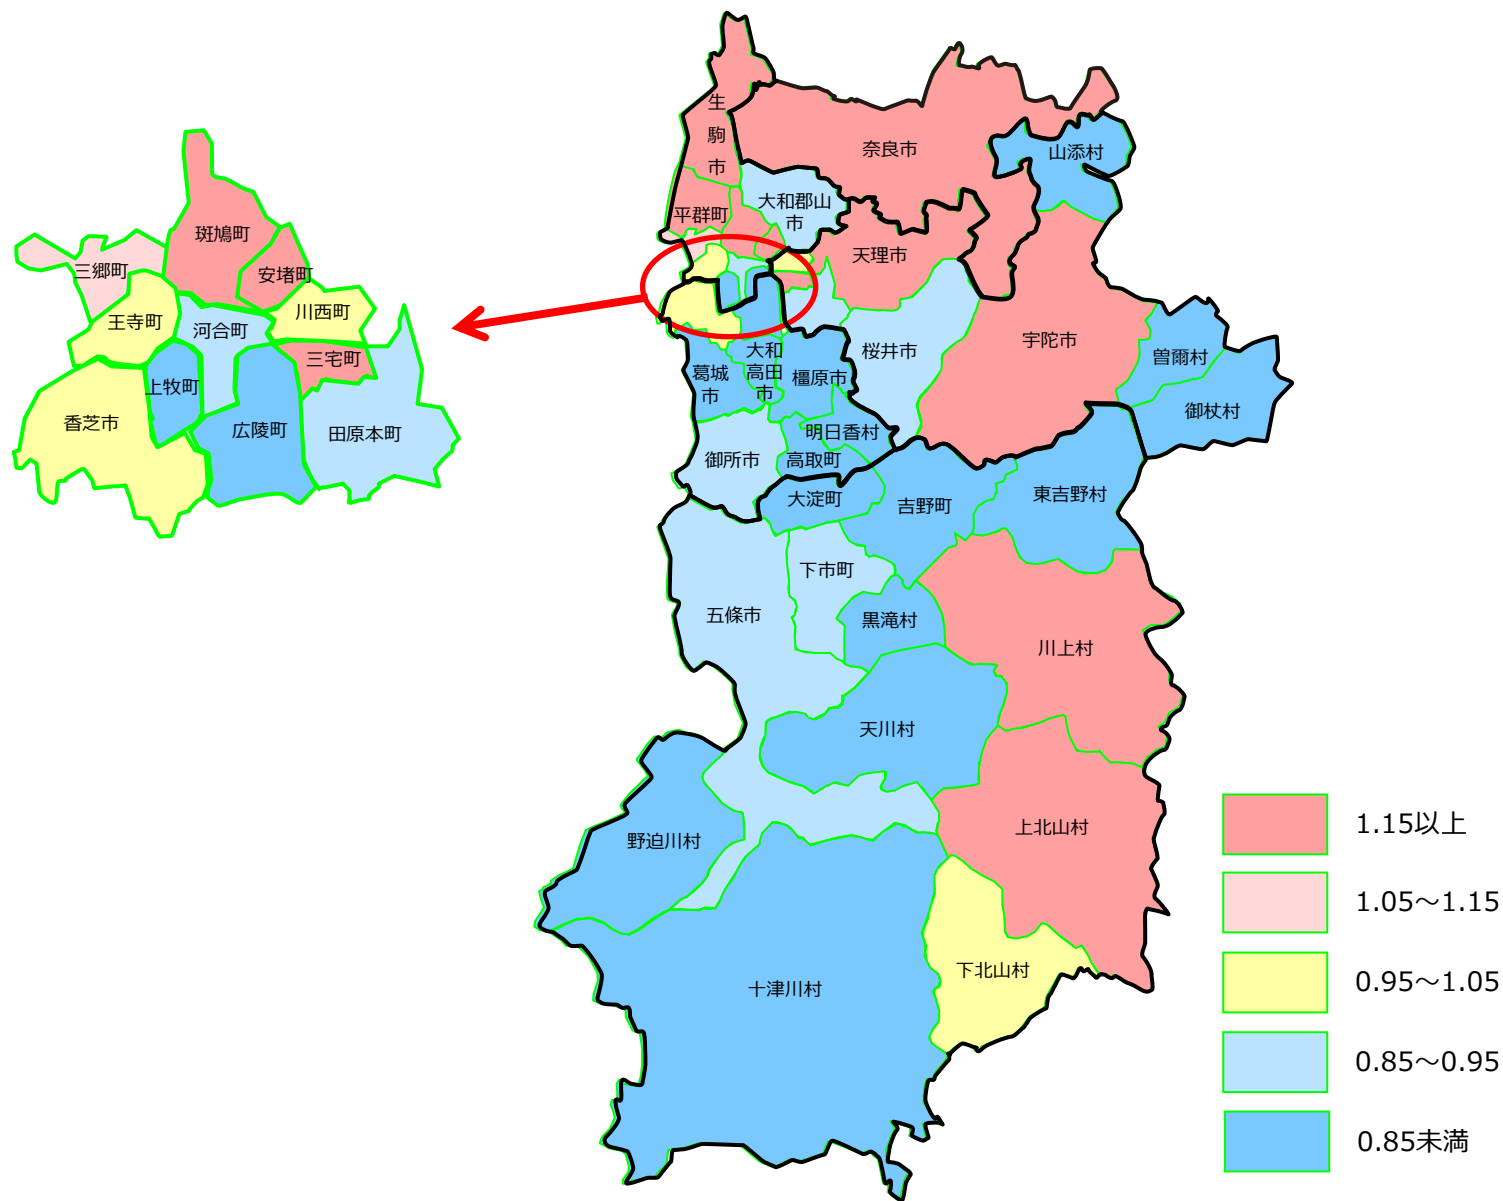 生駒市
奈良市
山添村
大和郡山市
平群町
天理市
斑鳩町
安堵町
三郷町
川西町
王寺町
河合町
三宅町
上牧町
香芝市
広陵町
田原本町
宇陀市
曽爾村
御杖村
桜井市
大和高田市
橿原市
葛城市
明日香村
御所市
高取町
大淀町
吉野町
東吉野村
下市町
五條市
黒滝村
川上村
天川村
野迫川村
上北山村
下北山村
十津川村
1.15以上
1.05～1.15
0.95～1.05
0.85～0.95
0.85未満